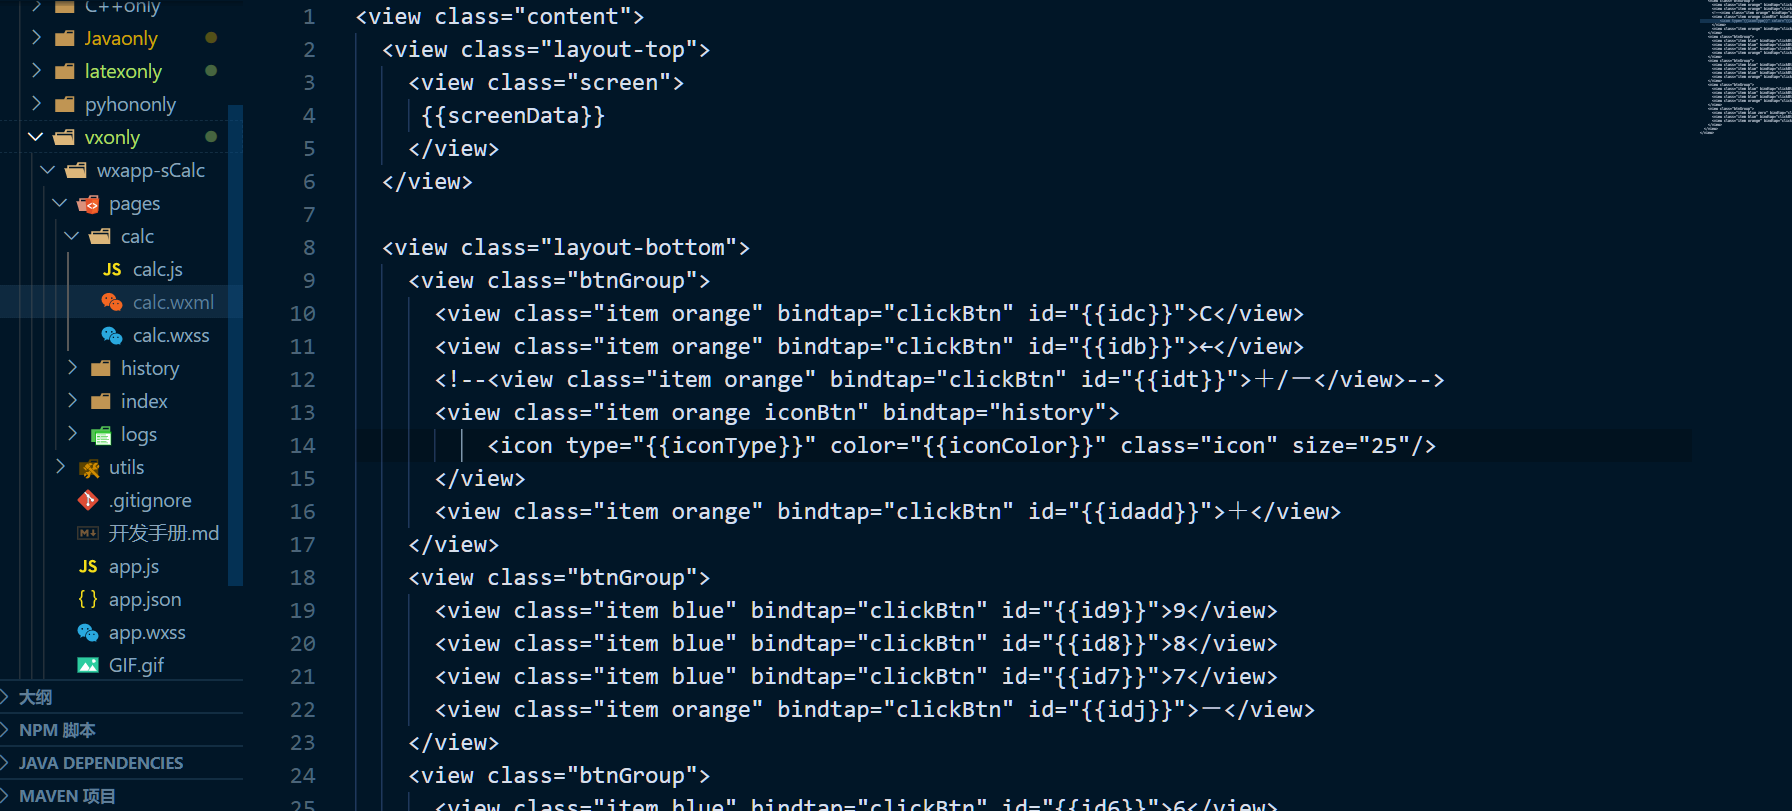 C++only
Javaonly
latexonly
pyhononly
vxonly
wxapp-sCalc
pages
calc
JS calc.js
calc.wxml
calc.wxss
history
index
logs
utils
.gitignore
开发手册.md
JS app.js
{ } app.json
app.wxss
GIF.gif
大纲
NPM 脚本
JAVA DEPENDENCIES
MAVEN 项目
1 <view class="content">
2 <view class="layout-top">
3 <view class="screen">
4 {{screenData}}
5 </view>
6 </view>
7
8 <view class="layout-bottom">
9 <view class="btnGroup">
10 <view class="item orange" bindtap="clickBtn" id="{{idc}}">C</view>
11 <view class="item orange" bindtap="clickBtn" id="{{idb}}">←</view>
12 <!--<view class="item orange" bindtap="clickBtn" id="{{idt}}">＋/－</view>-->
13 <view class="item orange iconBtn" bindtap="history">
14 <icon type="{{iconType}}" color="{{iconColor}}" class="icon" size="25"/>
15 </view>
16 <view class="item orange" bindtap="clickBtn" id="{{idadd}}">＋</view>
17 </view>
18 <view class="btnGroup">
19 <view class="item blue" bindtap="clickBtn" id="{{id9}}">9</view>
20 <view class="item blue" bindtap="clickBtn" id="{{id8}}">8</view>
21 <view class="item blue" bindtap="clickBtn" id="{{id7}}">7</view>
22 <view class="item orange" bindtap="clickBtn" id="{{idj}}">－</view>
23 </view>
24 <view class="btnGroup">
25 <view class="item blue" bindtap="clickBtn" id="{{id6}}">6</view>